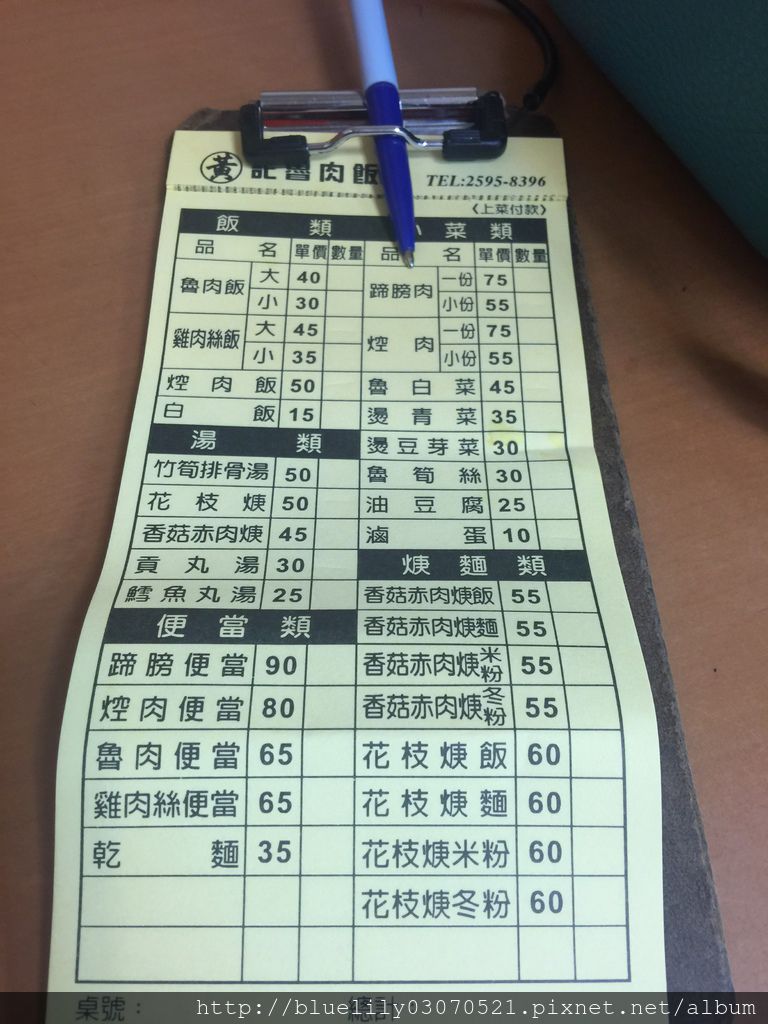 黃記魯肉飯 TEL:2595-8396
〈上菜付款〉
飯類
品名 單價 數量
魯肉飯 大 40
小 30
雞肉絲飯 大 45
小 35
焢肉飯 50
白飯 15
湯類
竹筍排骨湯 50
花枝焿 50
香菇赤肉焿 45
貢丸湯 30
鱈魚丸湯 25
便當類
蹄膀便當 90
焢肉便當 80
魯肉便當 65
雞肉絲便當 65
乾麵 35
小菜類
品名 單價 數量
蹄膀肉 一份 75
小份 55
焢肉 一份 75
小份 55
魯白菜 45
燙青菜 35
燙豆芽菜 30
魯筍絲 30
油豆腐 25
滷蛋 10
焿麵類
香菇赤肉焿飯 55
香菇赤肉焿麵 55
香菇赤肉焿米粉 55
香菇赤肉焿冬粉 55
花枝焿飯 60
花枝焿麵 60
花枝焿米粉 60
花枝焿冬粉 60
桌號： 總計
http://bluelily03070521.pixnet.net/album